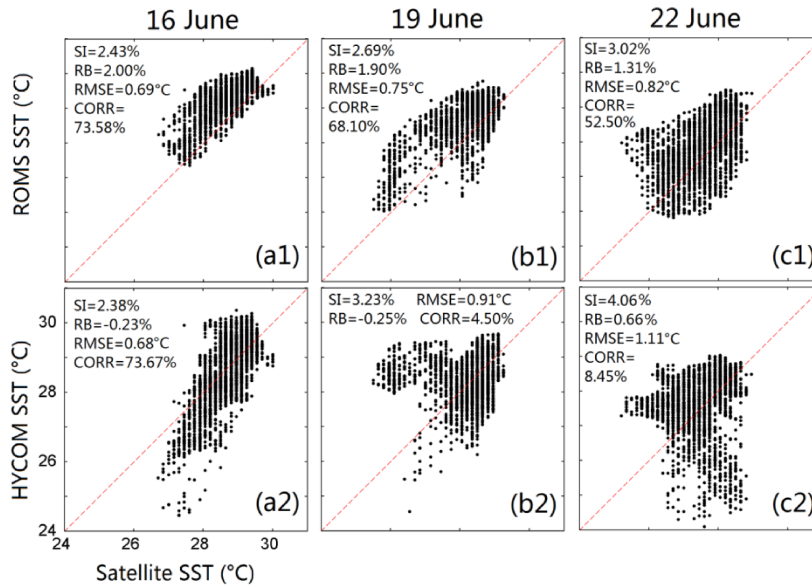 16 June
19 June
22 June
ROMS SST (°C)
SI=2.43%
RB=2.00%
RMSE=0.69°C
CORR=
73.58%
(a1)
SI=2.69%
RB=1.90%
RMSE=0.75°C
CORR=
68.10%
(b1)
SI=3.02%
RB=1.31%
RMSE=0.82°C
CORR=
52.50%
(c1)
HYCOM SST (°C)
30
28
26
24
SI=2.38%
RB=-0.23%
RMSE=0.68°C
CORR=73.67%
(a2)
SI=3.23% RMSE=0.91°C
RB=-0.25% CORR=4.50%
(b2)
SI=4.06%
RB=0.66%
RMSE=1.11°C
CORR=
8.45%
(c2)
24 26 28 30
Satellite SST (°C)